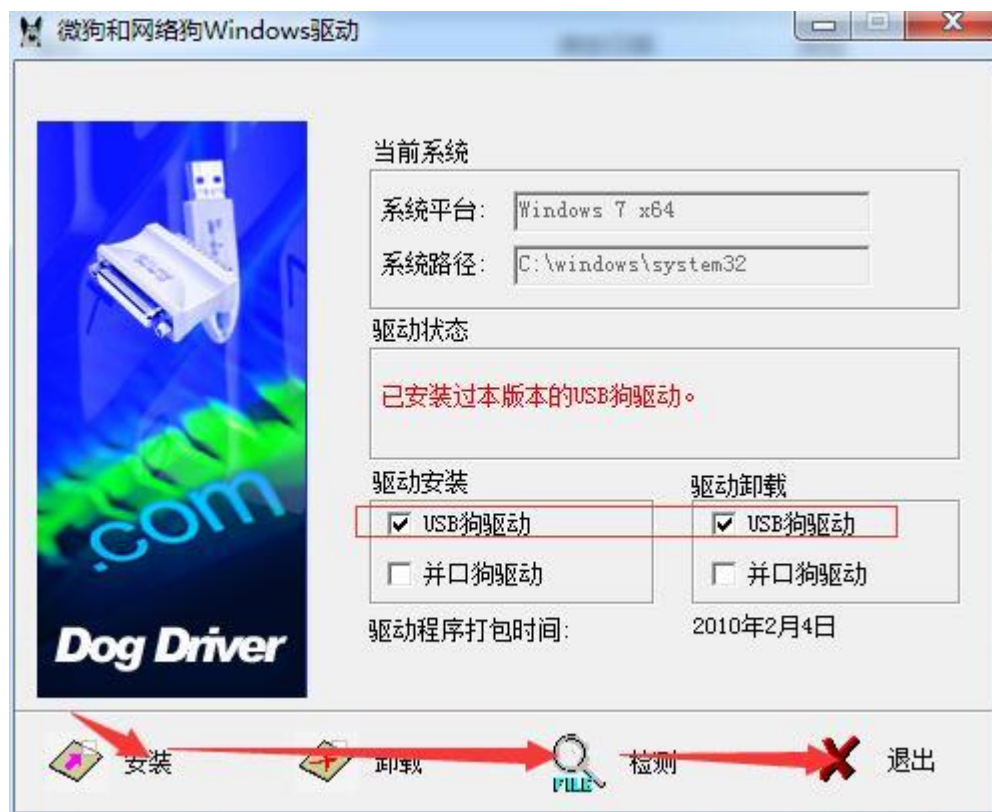 微狗和网络狗Windows驱动
当前系统
系统平台: Windows 7 x64
系统路径: C:\windows\system32
驱动状态
已安装过本版本的USB狗驱动。
驱动安装
驱动卸载
USB狗驱动
USB狗驱动
并口狗驱动
并口狗驱动
驱动程序打包时间:
2010年2月4日
.com
Dog Driver
安装
卸载
FILE
检测
退出